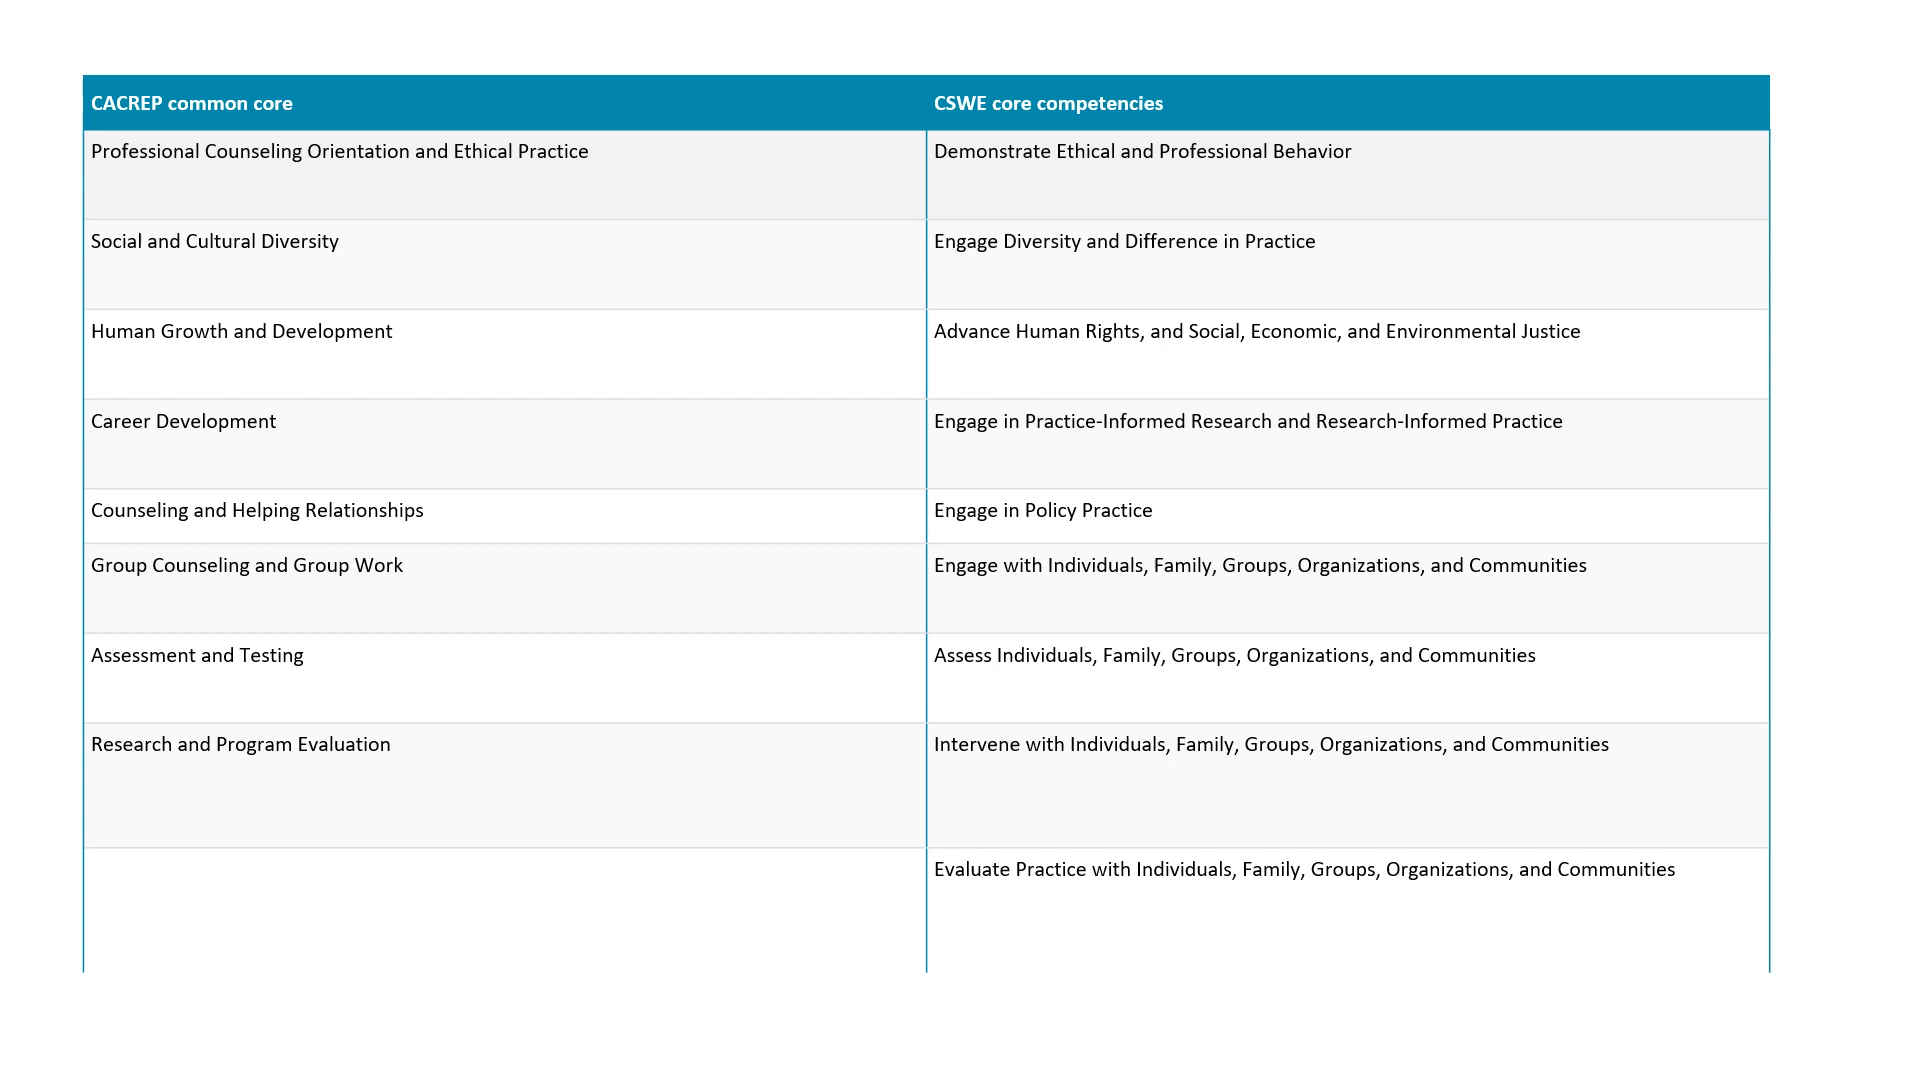 CACREP common core
CSWE core competencies
Professional Counseling Orientation and Ethical Practice
Demonstrate Ethical and Professional Behavior
Social and Cultural Diversity
Engage Diversity and Difference in Practice
Human Growth and Development
Advance Human Rights, and Social, Economic, and Environmental Justice
Career Development
Engage in Practice-Informed Research and Research-Informed Practice
Counseling and Helping Relationships
Engage in Policy Practice
Group Counseling and Group Work
Engage with Individuals, Family, Groups, Organizations, and Communities
Assessment and Testing
Assess Individuals, Family, Groups, Organizations, and Communities
Research and Program Evaluation
Intervene with Individuals, Family, Groups, Organizations, and Communities
Evaluate Practice with Individuals, Family, Groups, Organizations, and Communities